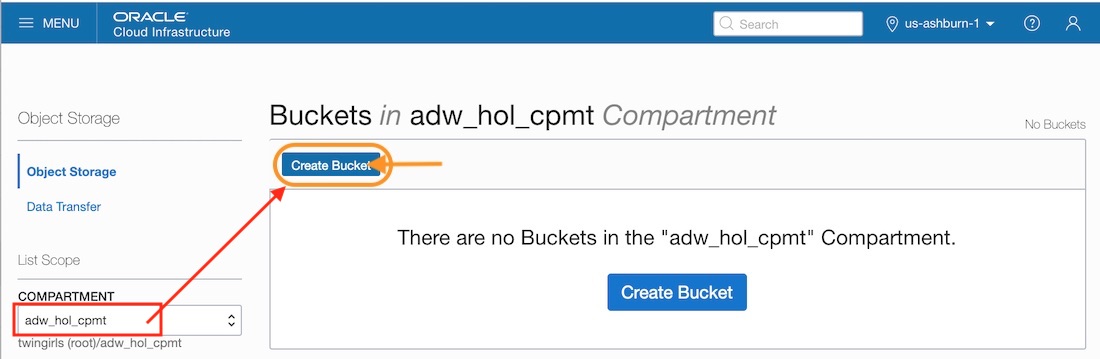 MENU
ORACLE
Cloud Infrastructure
Search
us-ashburn-1
?
Object Storage
Object Storage
Data Transfer
List Scope
COMPARTMENT
adw_hol_cpmt
twingirls (root)/adw_hol_cpmt
Buckets in adw_hol_cpmt Compartment
No Buckets
Create Bucket
There are no Buckets in the "adw_hol_cpmt" Compartment.
Create Bucket